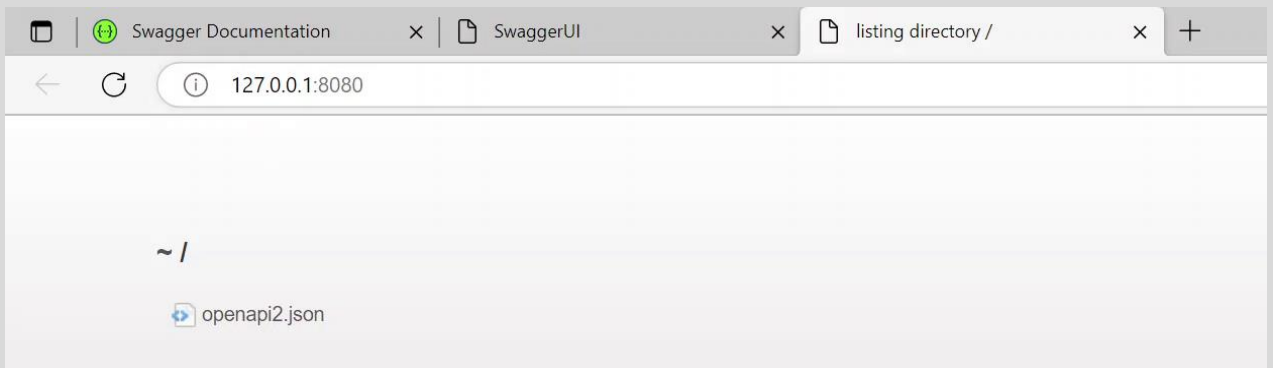 Swagger Documentation SwaggerUI listing directory /
127.0.0.1:8080
~ /
openapi2.json